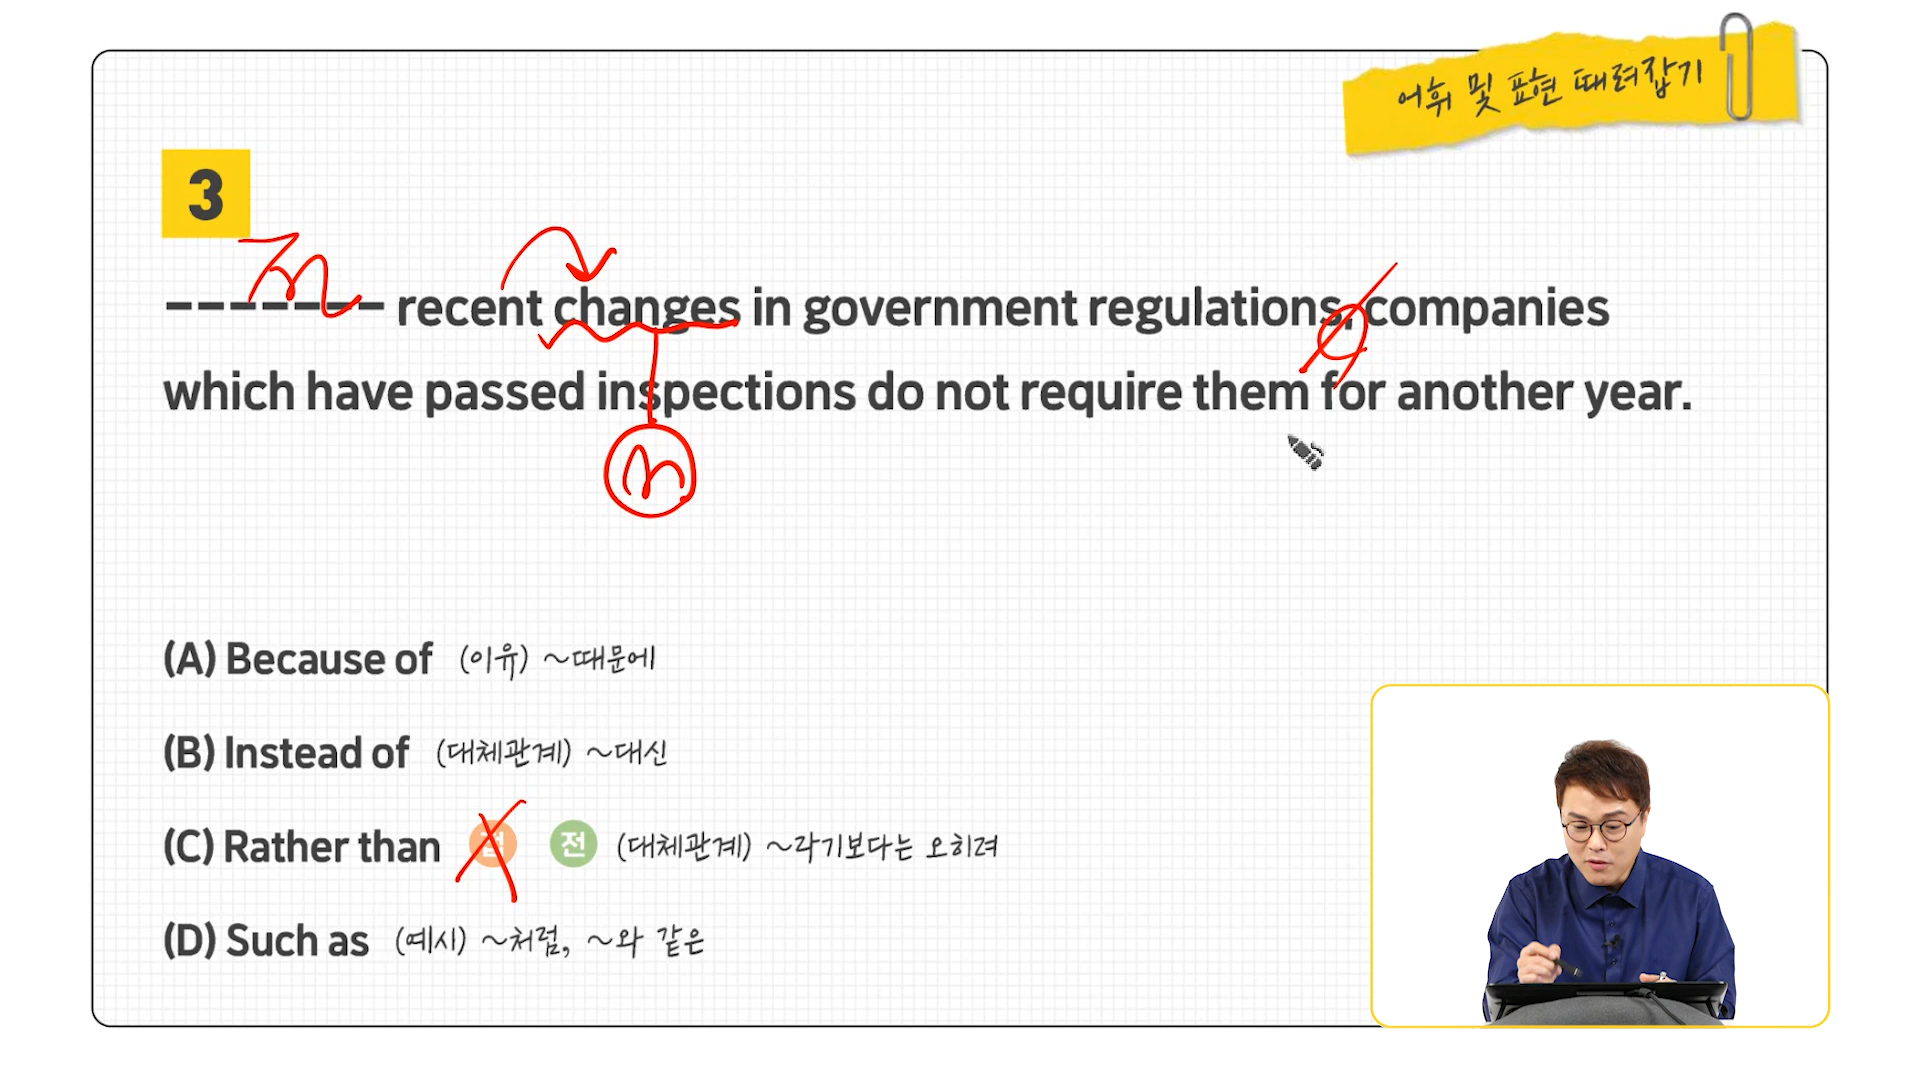 어휘 및 표현 때려잡기
3
전
------- recent changes in government regulations, companies
which have passed inspections do not require them for another year.
n
(A) Because of (이유) ~때문에
(B) Instead of (대체관계) ~대신
(C) Rather than 접 전 (대체관계) ~라기보다는 오히려
(D) Such as (예시) ~처럼, ~와 같은